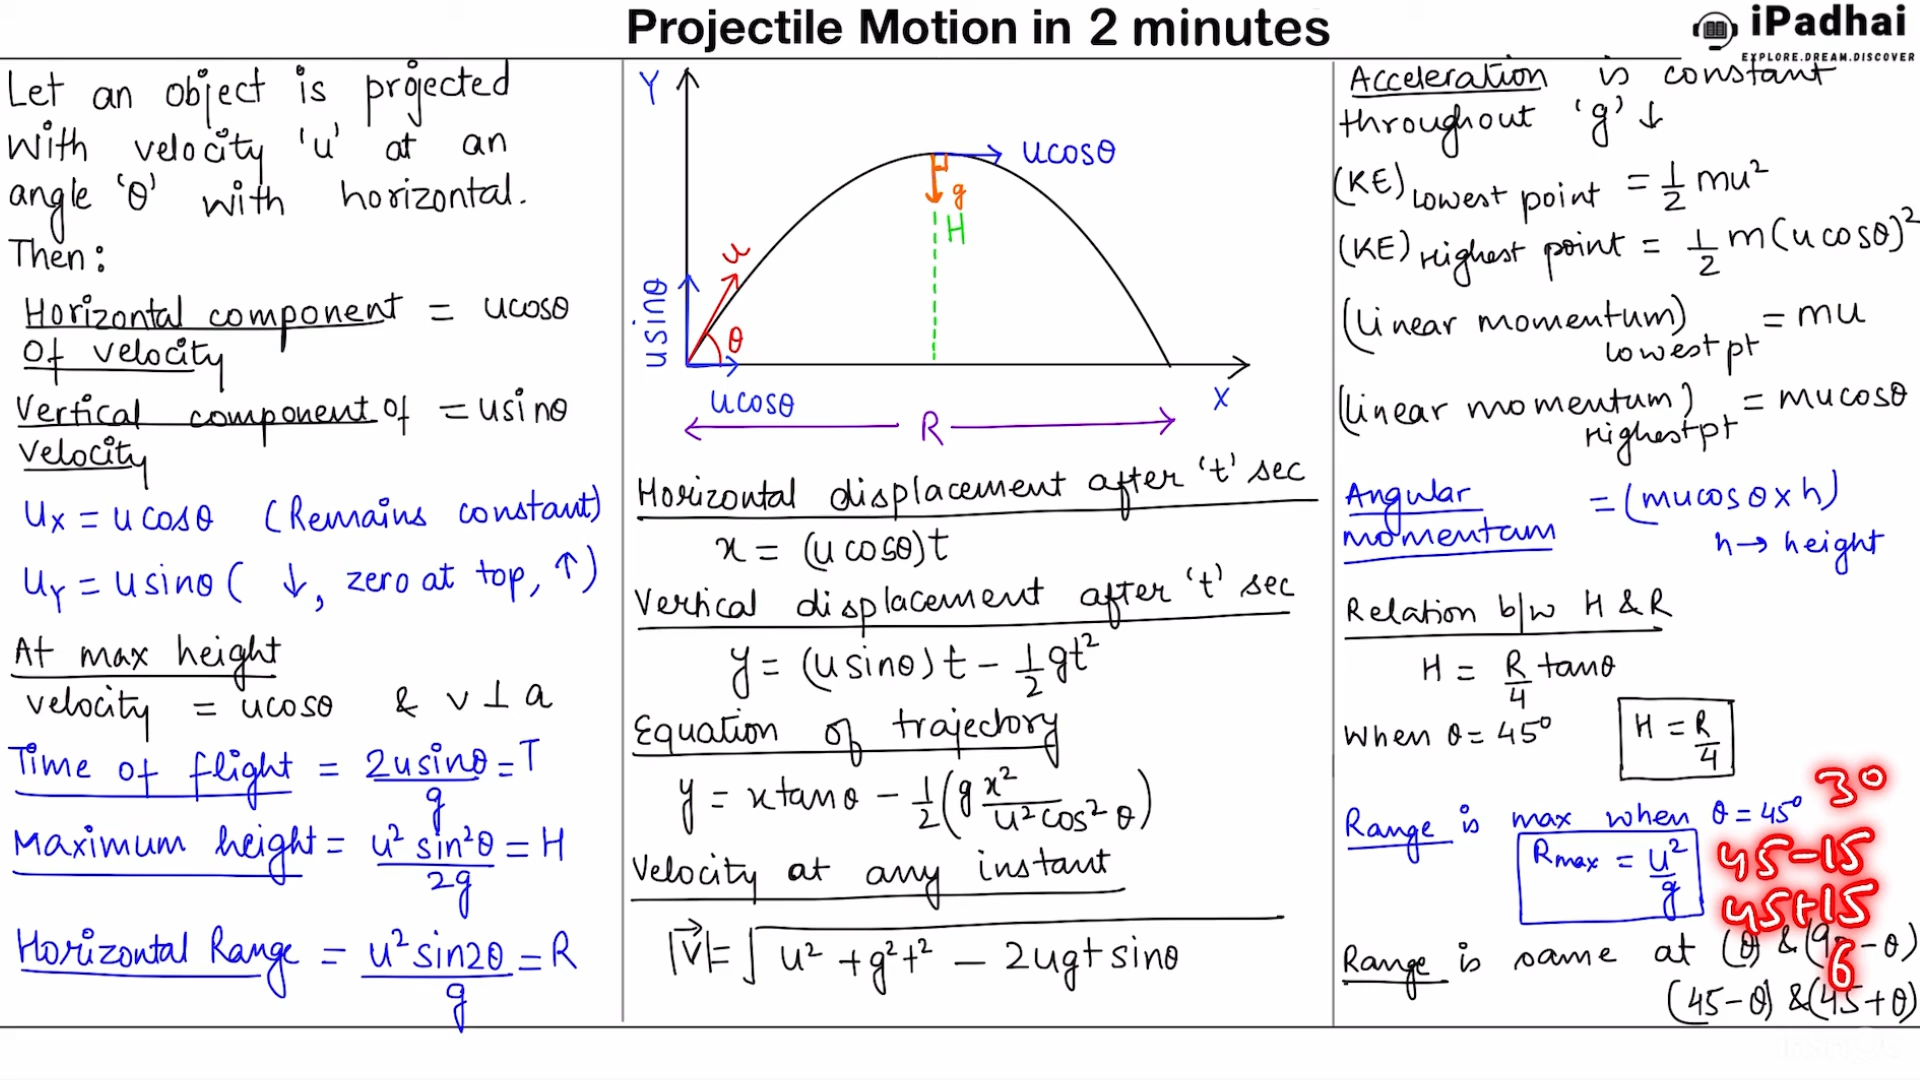 Projectile Motion in 2 minutes
iPadhai
EXPLORE.DREAM.DISCOVER
Let an object is projected
with velocity 'u' at an
angle 'θ' with horizontal.
Then:
Horizontal component = ucosθ
of velocity
Vertical component of = usinθ
velocity
Ux = ucosθ (Remains constant)
UY = usinθ ( ↓, zero at top, ↑)
At max height
velocity = ucosθ & v ⊥ a
Time of flight = 2usinθ/g = T
Maximum height = u² sin²θ/2g = H
Horizontal Range = u² sin2θ/g = R
Y
ucosθ
g
H
u
usinθ
θ
ucosθ
X
R
Horizontal displacement after 't' sec
x = (ucosθ)t
Vertical displacement after 't' sec
y = (usinθ)t - 1/2 gt²
Equation of trajectory
y = xtanθ - 1/2 (g x²/u²cos²θ)
Velocity at any instant
|v⃗| = √u² + g²t² - 2ugt sinθ
Acceleration is constant
throughout 'g' ↓
(KE) lowest point = 1/2 mu²
(KE) Highest point = 1/2 m(ucosθ)²
(linear momentum) lowest pt = mu
(linear momentum) Highest pt = mucosθ
Angular = (mucosθ x h)
momentum h → height
Relation b/w H & R
H = R/4 tanθ
When θ = 45° H = R/4
30
Range is max when θ = 45°
Rmax = u²/g
45-15
45+15
Range is same at (θ) & (9 -θ)
6
(45-θ) & (45+θ)